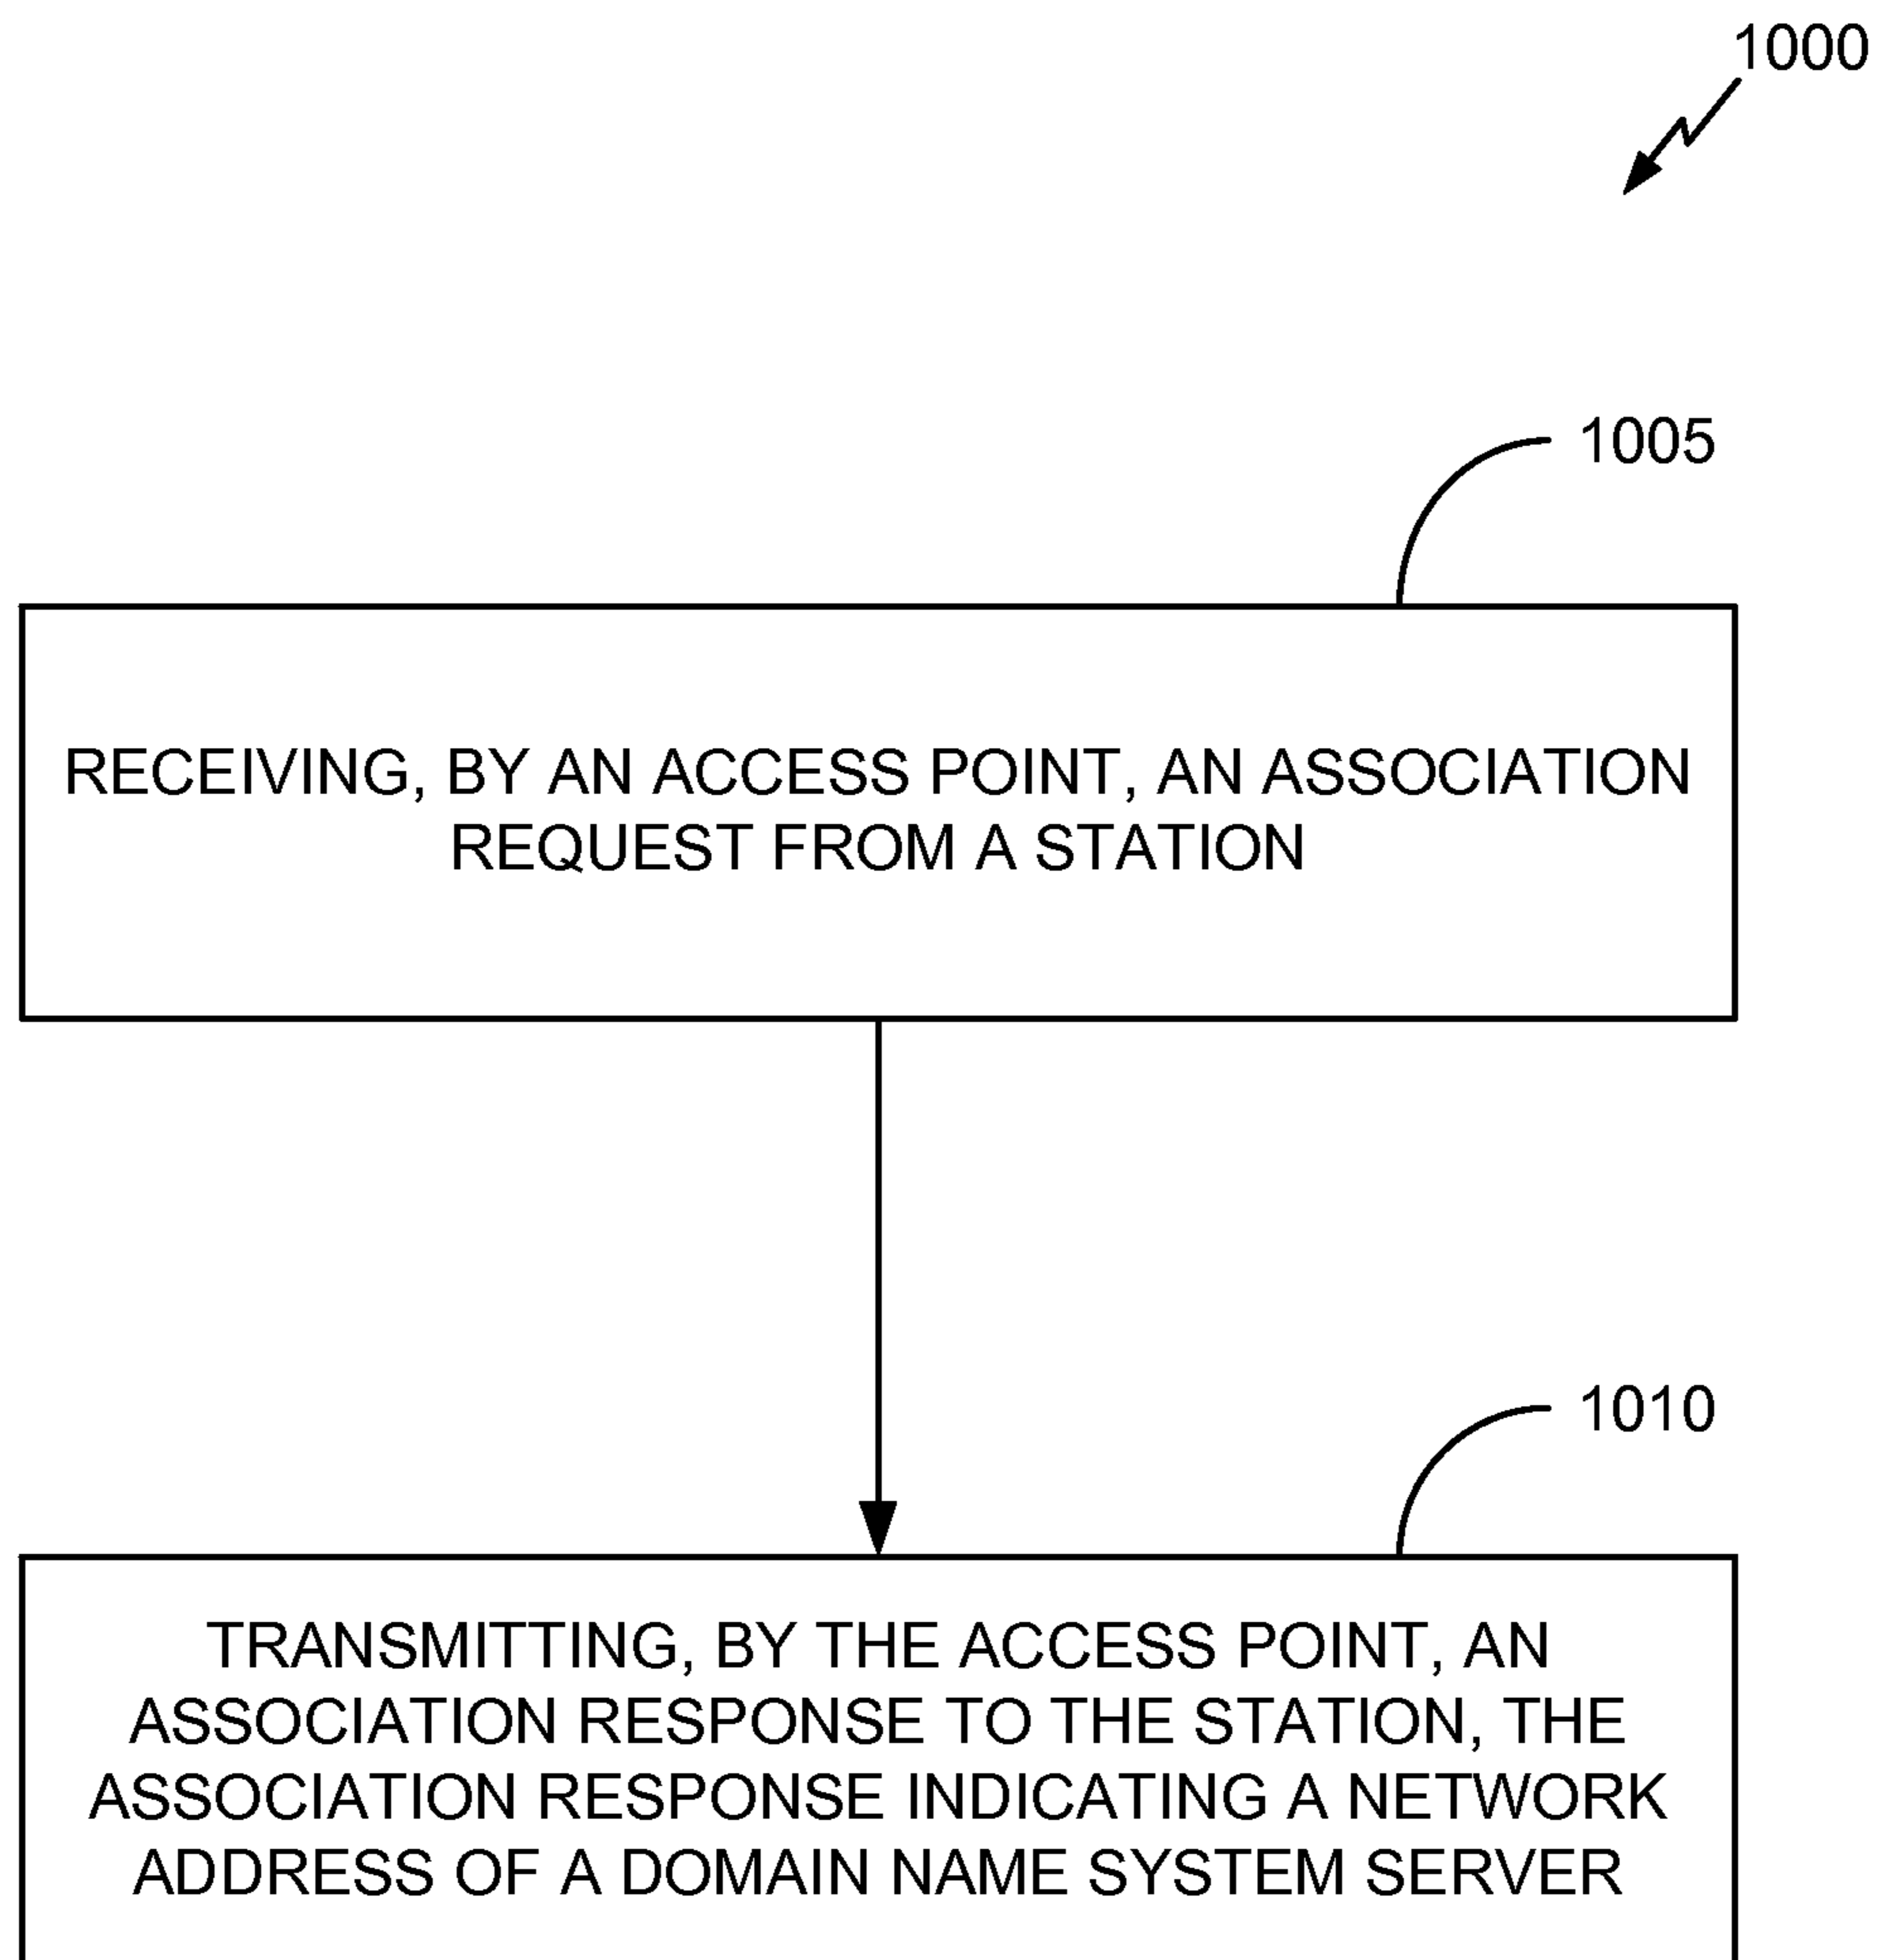 1000
1005
RECEIVING, BY AN ACCESS POINT, AN ASSOCIATION
REQUEST FROM A STATION
1010
TRANSMITTING, BY THE ACCESS POINT, AN
ASSOCIATION RESPONSE TO THE STATION, THE
ASSOCIATION RESPONSE INDICATING A NETWORK
ADDRESS OF A DOMAIN NAME SYSTEM SERVER